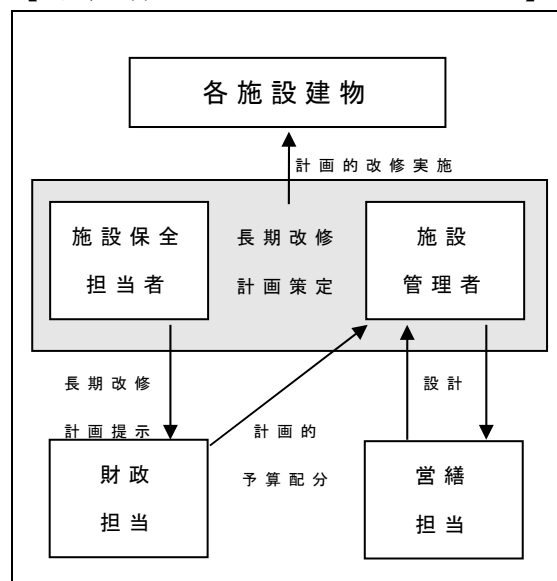 各施設建物
計画的改修実施
施設保全
担当者
長期改修
計画策定
施設
管理者
長期改修
計画提示
計画的
予算配分
設計
財政
担当
営繕
担当